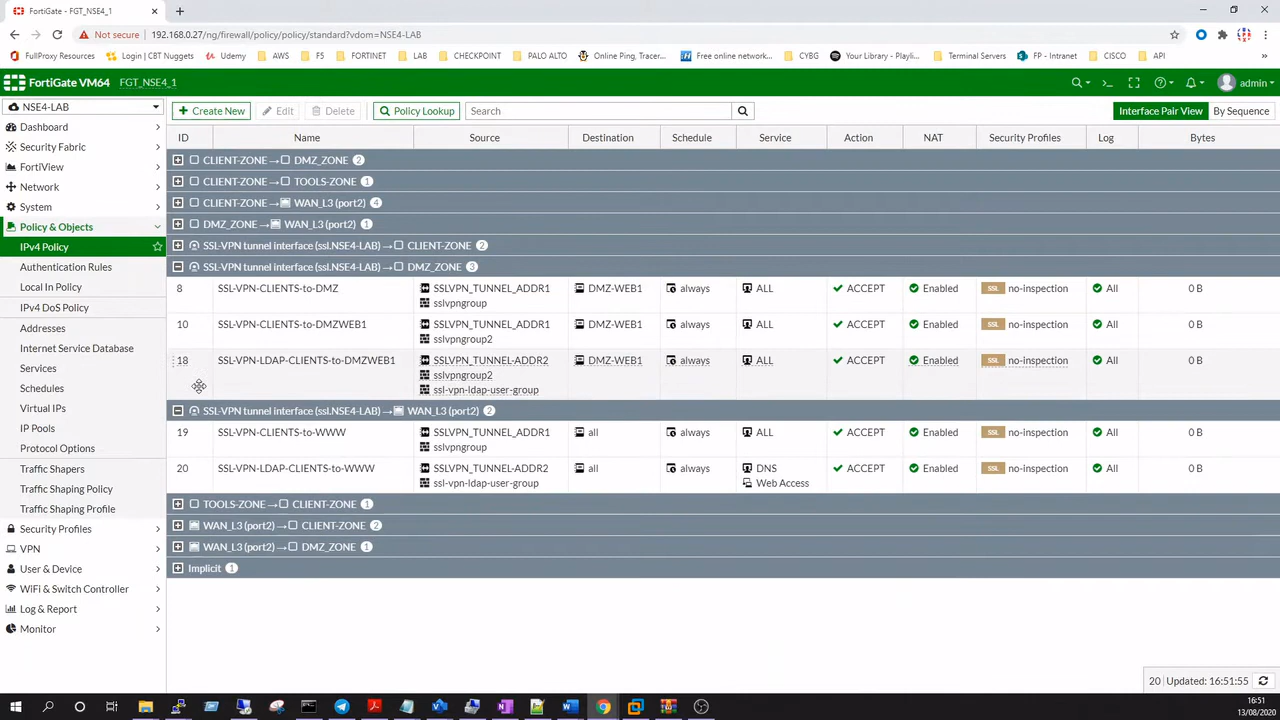 FortiGate - FGT_NSE4_1
Not secure | 192.168.0.27/ng/firewall/policy/policy/standard?vdom=NSE4-LAB
FullProxy Resources Login | CBT Nuggets Udemy AWS F5 FORTINET LAB CHECKPOINT PALO ALTO Online Ping, Tracer... Free online network... CYBG Your Library - Playli... Terminal Servers FP - Intranet CISCO API »
FortiGate VM64 FGT_NSE4_1 admin
NSE4-LAB
Dashboard
Security Fabric
FortiView
Network
System
Policy & Objects
IPv4 Policy
Authentication Rules
Local In Policy
IPv4 DoS Policy
Addresses
Internet Service Database
Services
Schedules
Virtual IPs
IP Pools
Protocol Options
Traffic Shapers
Traffic Shaping Policy
Traffic Shaping Profile
Security Profiles
VPN
User & Device
WiFi & Switch Controller
Log & Report
Monitor
+ Create New Edit Delete Policy Lookup Search Interface Pair View By Sequence
ID Name Source Destination Schedule Service Action NAT Security Profiles Log Bytes
CLIENT-ZONE → DMZ_ZONE 2
CLIENT-ZONE → TOOLS-ZONE 1
CLIENT-ZONE → WAN_L3 (port2) 4
DMZ_ZONE → WAN_L3 (port2) 1
SSL-VPN tunnel interface (ssl.NSE4-LAB) → CLIENT-ZONE 2
SSL-VPN tunnel interface (ssl.NSE4-LAB) → DMZ_ZONE 3
8 SSL-VPN-CLIENTS-to-DMZ SSLVPN_TUNNEL_ADDR1 DMZ-WEB1 always ALL ACCEPT Enabled SSL no-inspection All 0 B
sslvpngroup
10 SSL-VPN-CLIENTS-to-DMZWEB1 SSLVPN_TUNNEL_ADDR1 DMZ-WEB1 always ALL ACCEPT Enabled SSL no-inspection All 0 B
sslvpngroup2
18 SSL-VPN-LDAP-CLIENTS-to-DMZWEB1 SSLVPN_TUNNEL-ADDR2 DMZ-WEB1 always ALL ACCEPT Enabled SSL no-inspection All 0 B
sslvpngroup2
ssl-vpn-ldap-user-group
SSL-VPN tunnel interface (ssl.NSE4-LAB) → WAN_L3 (port2) 2
19 SSL-VPN-CLIENTS-to-WWW SSLVPN_TUNNEL_ADDR1 all always ALL ACCEPT Enabled SSL no-inspection All 0 B
sslvpngroup
20 SSL-VPN-LDAP-CLIENTS-to-WWW SSLVPN_TUNNEL-ADDR2 all always DNS ACCEPT Enabled SSL no-inspection All 0 B
ssl-vpn-ldap-user-group Web Access
TOOLS-ZONE → CLIENT-ZONE 1
WAN_L3 (port2) → CLIENT-ZONE 2
WAN_L3 (port2) → DMZ_ZONE 1
Implicit 1
20 Updated: 16:51:55
16:51
13/08/2020